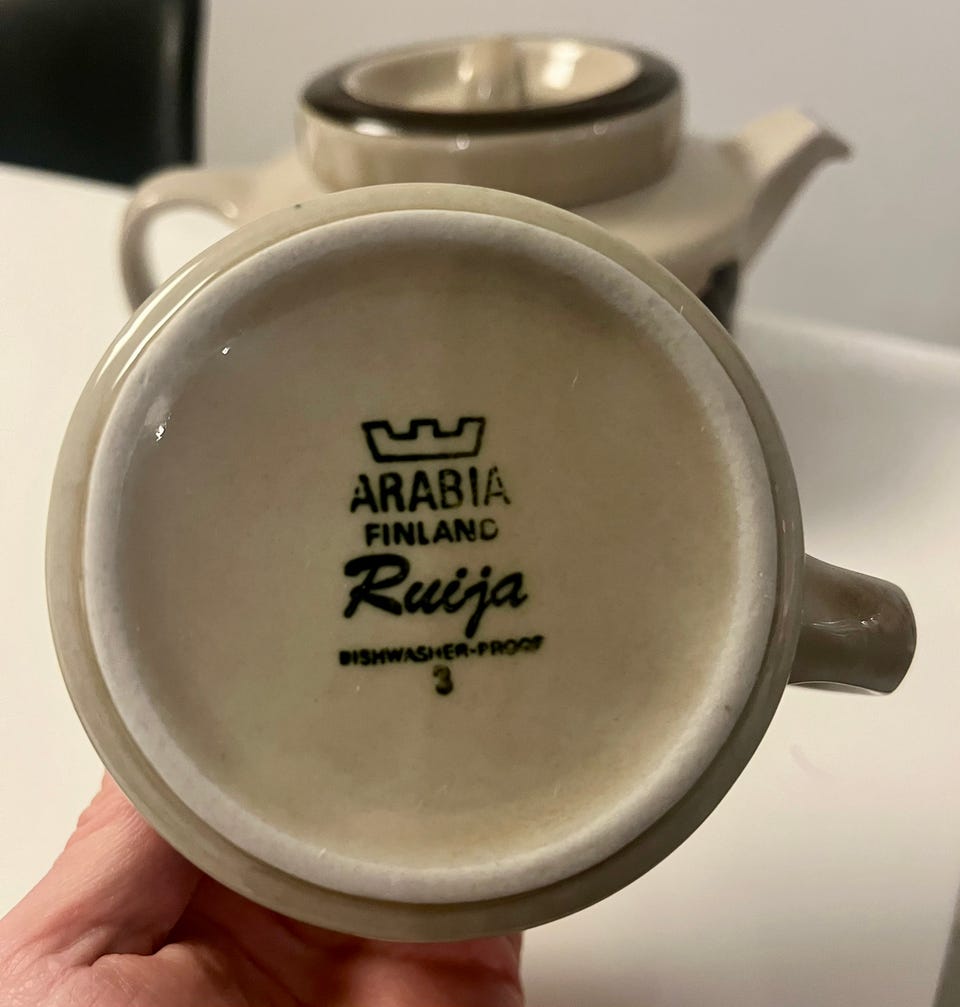 ARABIA
FINLAND
Ruija
DISHWASHER-PROOF
3